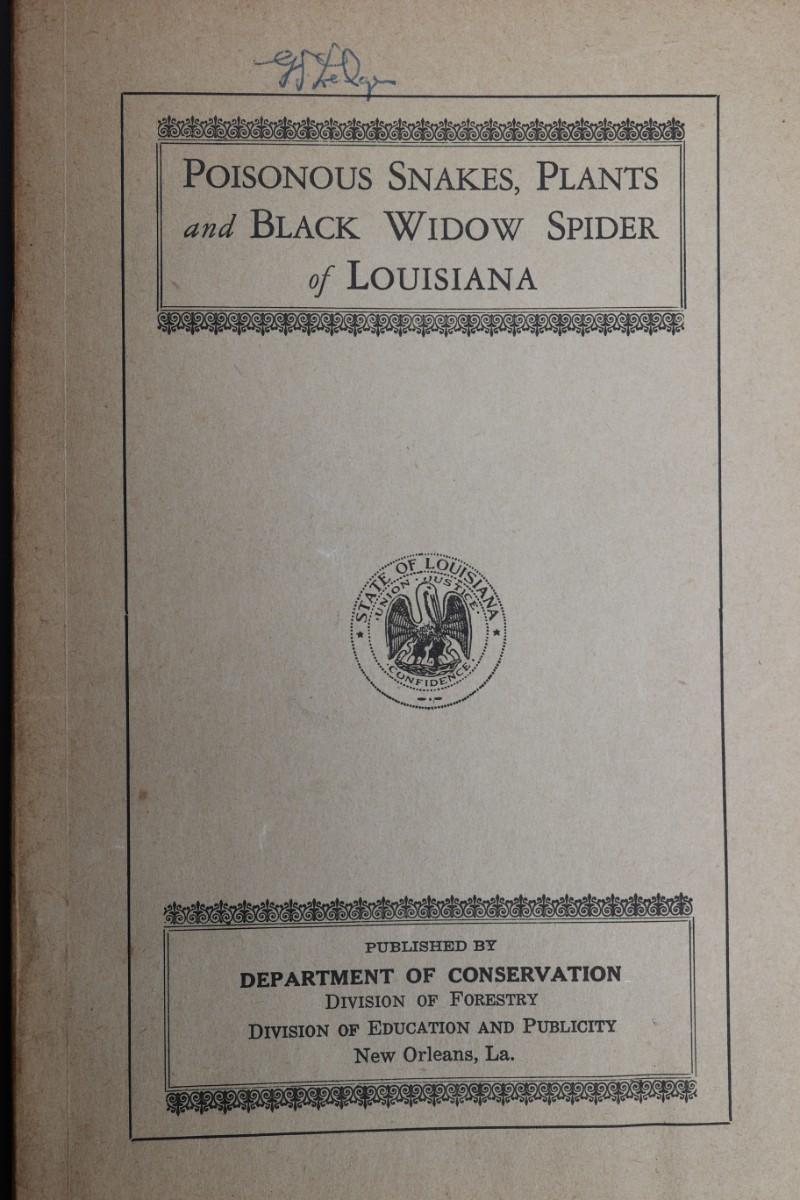 POISONOUS SNAKES, PLANTS
and BLACK WIDOW SPIDER
of LOUISIANA
STATE OF LOUISIANA
UNION · JUSTICE
CONFIDENCE
PUBLISHED BY
DEPARTMENT OF CONSERVATION
DIVISION OF FORESTRY
DIVISION OF EDUCATION AND PUBLICITY
New Orleans, La.